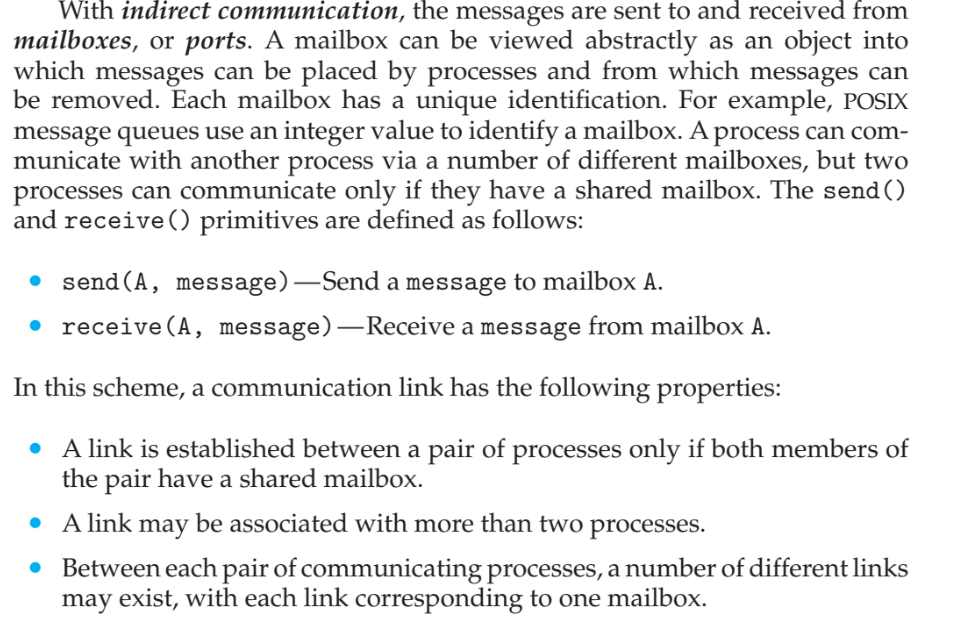 With indirect communication, the messages are sent to and received from
mailboxes, or ports. A mailbox can be viewed abstractly as an object into
which messages can be placed by processes and from which messages can
be removed. Each mailbox has a unique identification. For example, POSIX
message queues use an integer value to identify a mailbox. A process can com-
municate with another process via a number of different mailboxes, but two
processes can communicate only if they have a shared mailbox. The send()
and receive() primitives are defined as follows:
• send(A, message)—Send a message to mailbox A.
• receive(A, message)—Receive a message from mailbox A.
In this scheme, a communication link has the following properties:
• A link is established between a pair of processes only if both members of
the pair have a shared mailbox.
• A link may be associated with more than two processes.
• Between each pair of communicating processes, a number of different links
may exist, with each link corresponding to one mailbox.